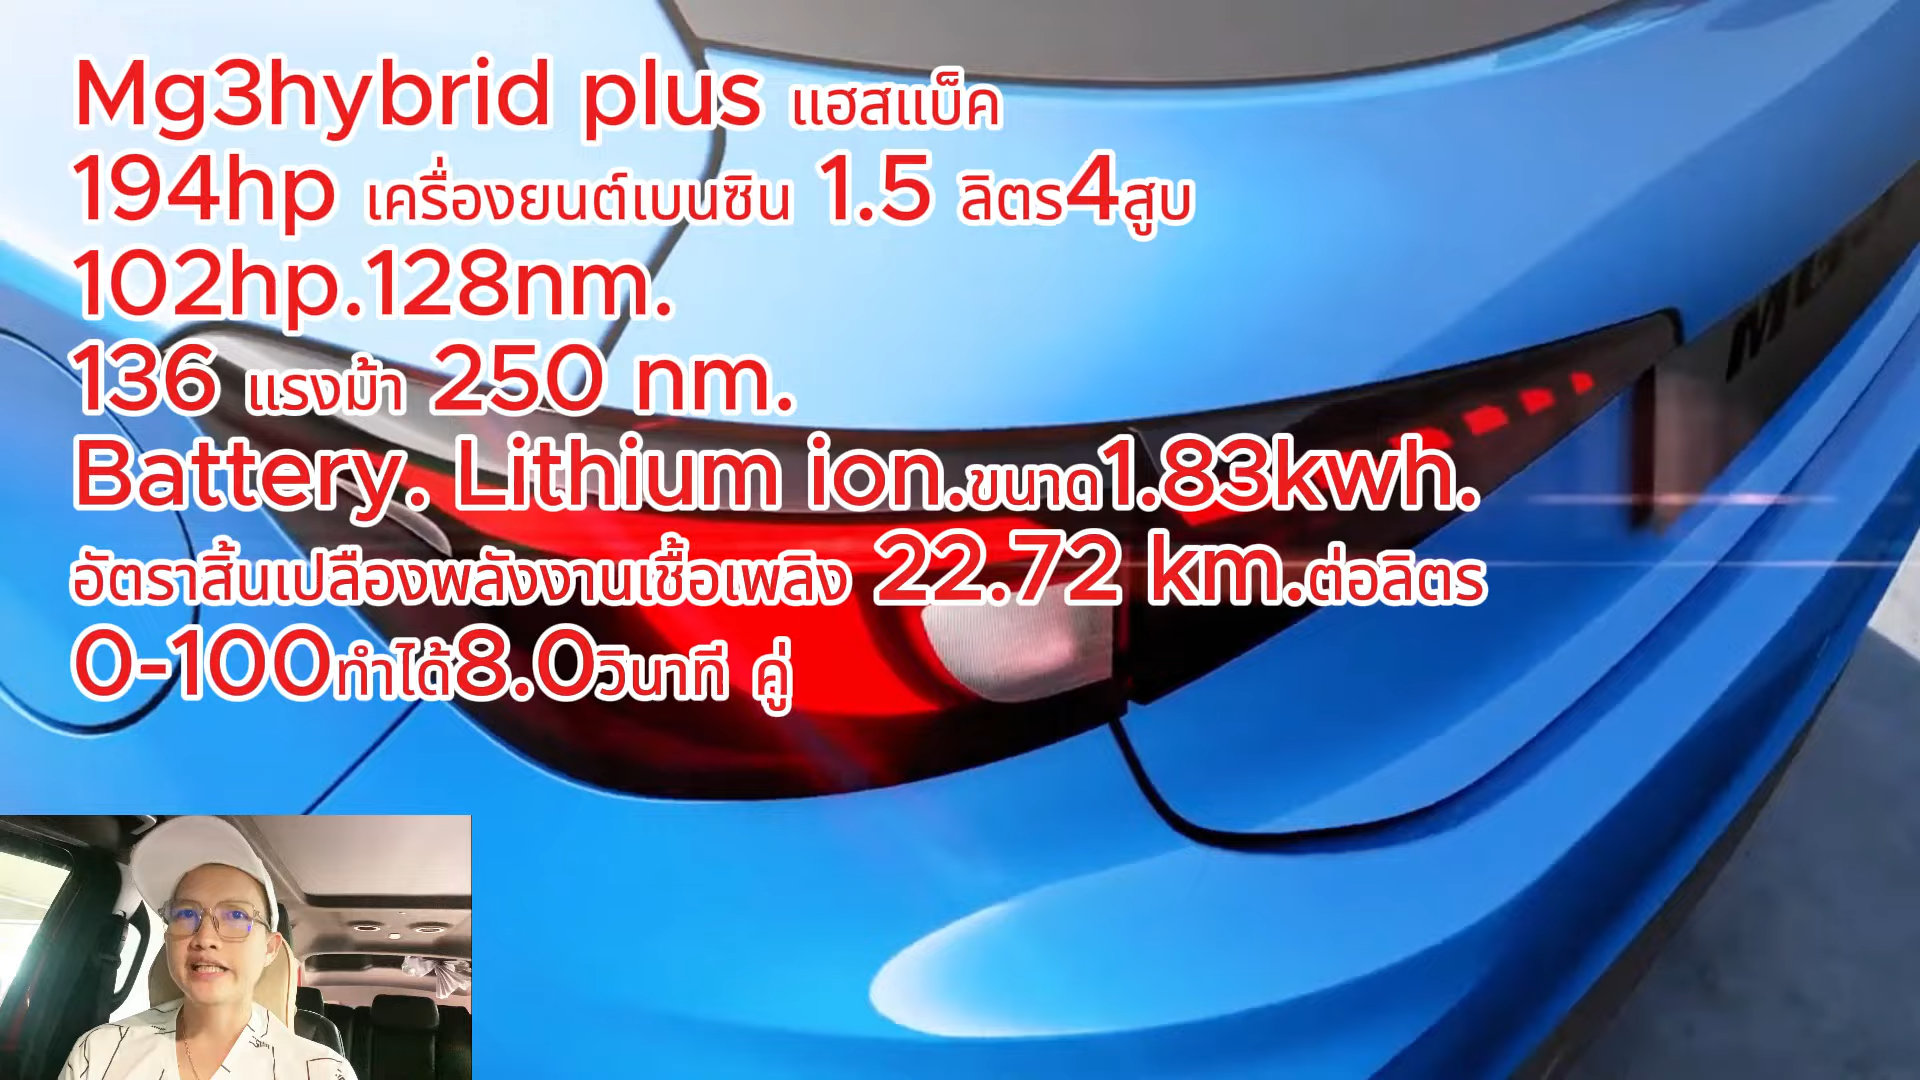 Mg3hybrid plus แฮสแบ็ค
194hp เครื่องยนต์เบนซิน 1.5 ลิตร4สูบ
102hp.128nm.
136 แรงม้า 250 nm.
Battery. Lithium ion.ขนาด1.83kwh.
อัตราสิ้นเปลืองพลังงานเชื้อเพลิง 22.72 km.ต่อลิตร
0-100ทำได้8.0วินาที คู่